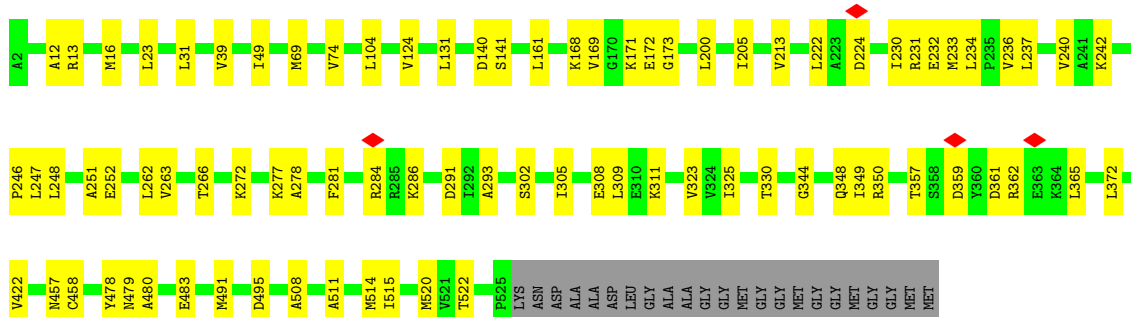 A2 A12 R13 M16 L23 L31 V39 I49 M69 V74 L104 V124 L131 D140 S141 L161 K168 V169 G170 K171 E172 G173 L200 I205 V213 L222 A223 D224 I230 R231 E232 M233 L234 P235 V236 L237 V240 A241 K242
P246 L247 L248 A251 E252 L262 V263 T266 K272 K277 A278 F281 R284 R285 K286 D291 I292 A293 S302 I305 E308 L309 E310 K311 V323 V324 I325 T330 G344 Q348 I349 R350 T357 S358 D359 Y360 D361 R362 E363 K364 L365 L372
V422 N457 C458 Y478 N479 A480 E483 M491 D495 A508 A511 M514 I515 M520 V521 T522 P525 LYS ASN ASP ALA ALA ASP LEU GLY ALA ALA GLY GLY MET GLY GLY MET GLY GLY MET GLY GLY MET MET